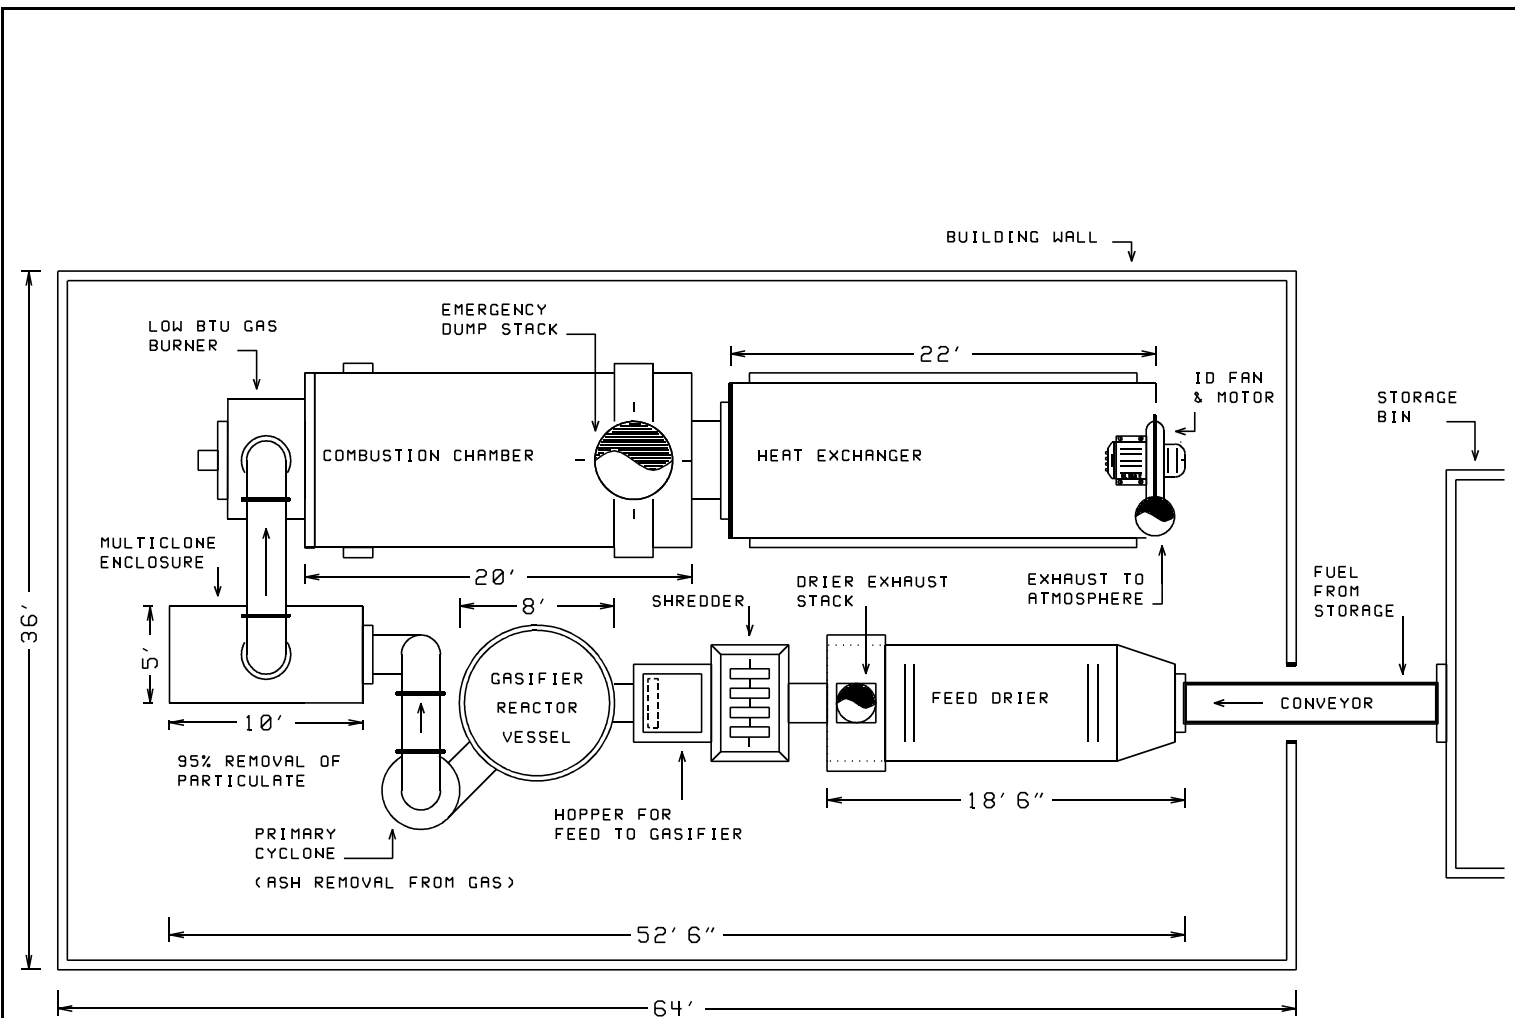 BUILDING WALL
EMERGENCY
DUMP STACK
LOW BTU GAS
BURNER
22'
ID FAN
& MOTOR
STORAGE
BIN
COMBUSTION CHAMBER
HEAT EXCHANGER
MULTICLONE
ENCLOSURE
20'
DRIER EXHAUST
STACK
EXHAUST TO
ATMOSPHERE
FUEL
FROM
STORAGE
36'
8'
SHREDDER
5'
GASIFIER
REACTOR
VESSEL
FEED DRIER
CONVEYOR
10'
95% REMOVAL OF
PARTICULATE
18' 6"
HOPPER FOR
FEED TO GASIFIER
PRIMARY
CYCLONE
(ASH REMOVAL FROM GAS)
52' 6"
64'